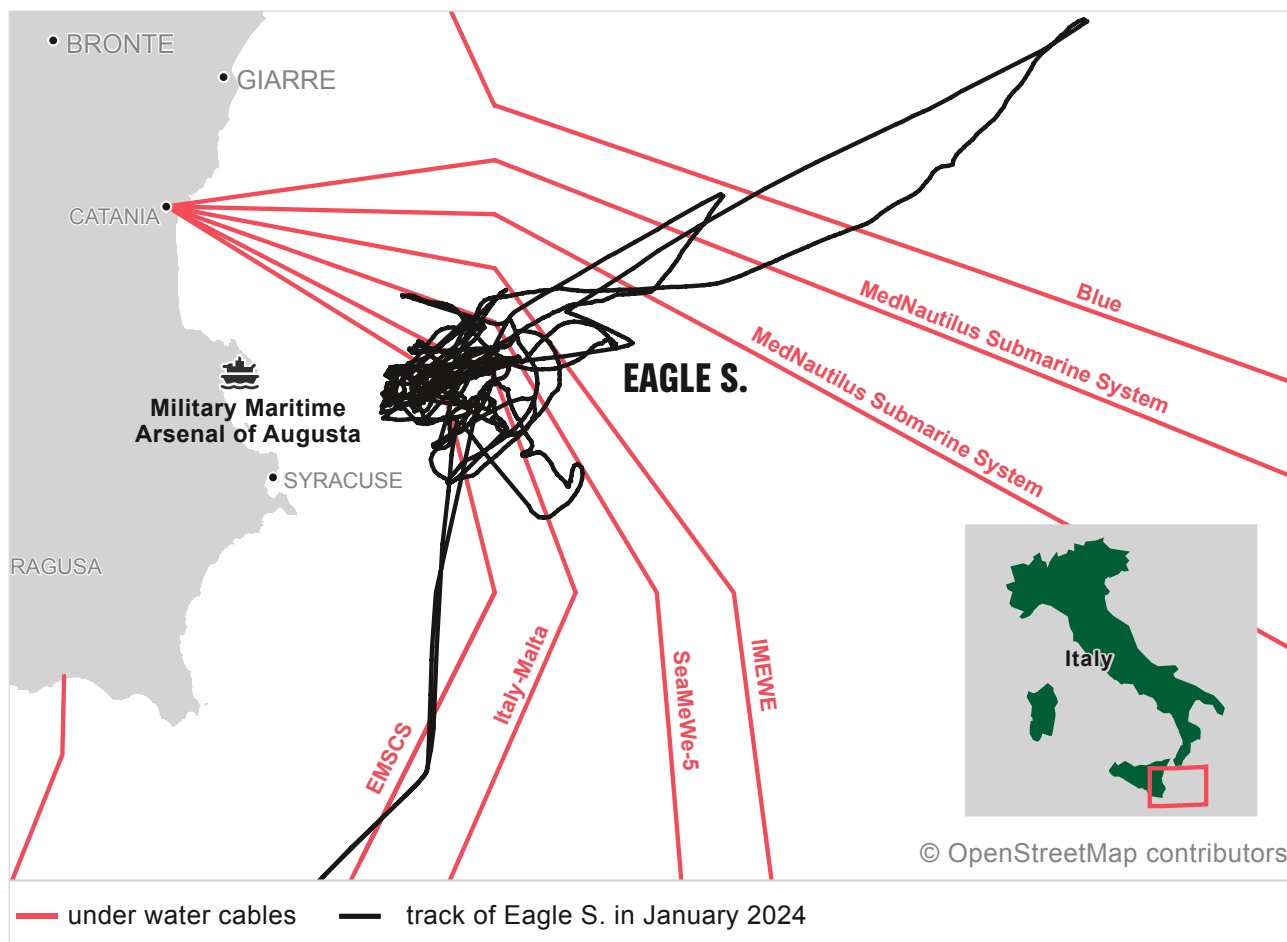 BRONTE
GIARRE
CATANIA
Blue
MedNautilus Submarine System
MedNautilus Submarine System
EAGLE S.
Military Maritime
Arsenal of Augusta
SYRACUSE
RAGUSA
EMSCS
Italy-Malta
SeaMeWe-5
IMEWE
Italy
© OpenStreetMap contributors
under water cables
track of Eagle S. in January 2024